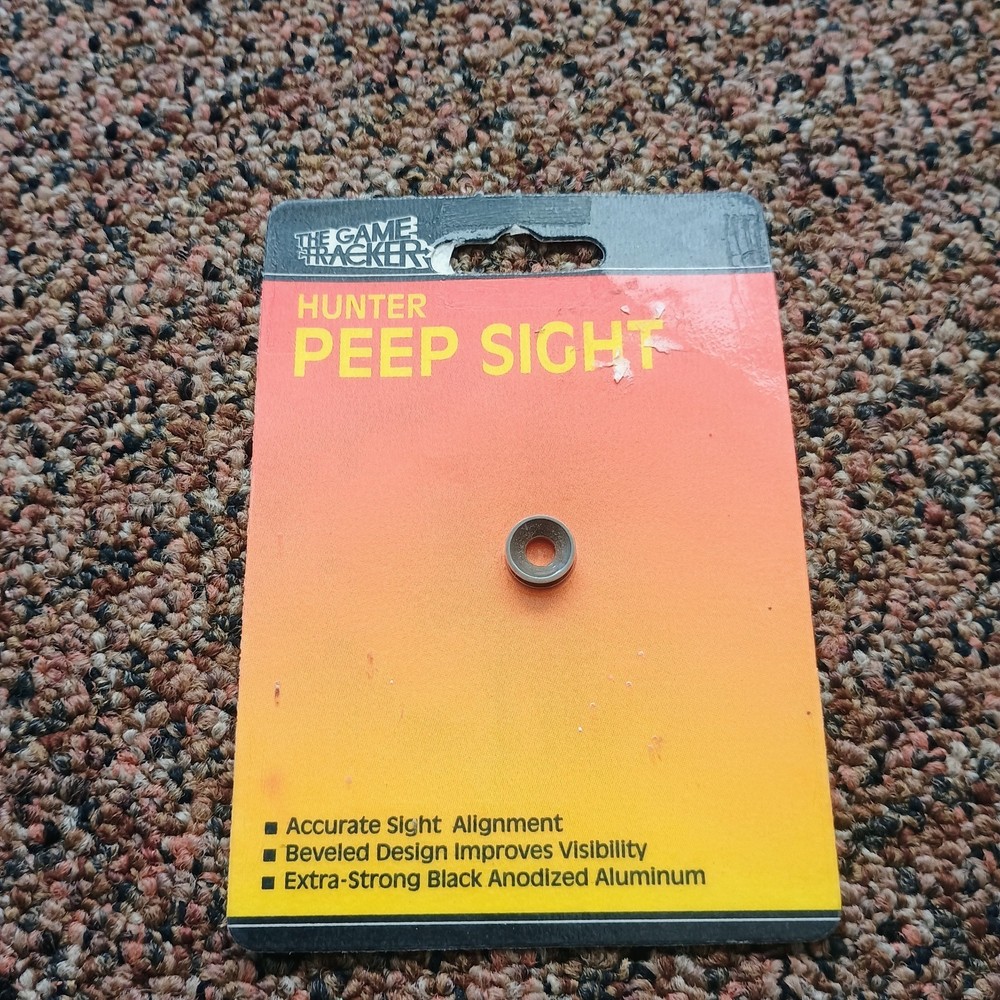 THE GAME
TRACKER
HUNTER
PEEP SIGHT
■ Accurate Sight Alignment
■ Beveled Design Improves Visibility
■ Extra-Strong Black Anodized Aluminum